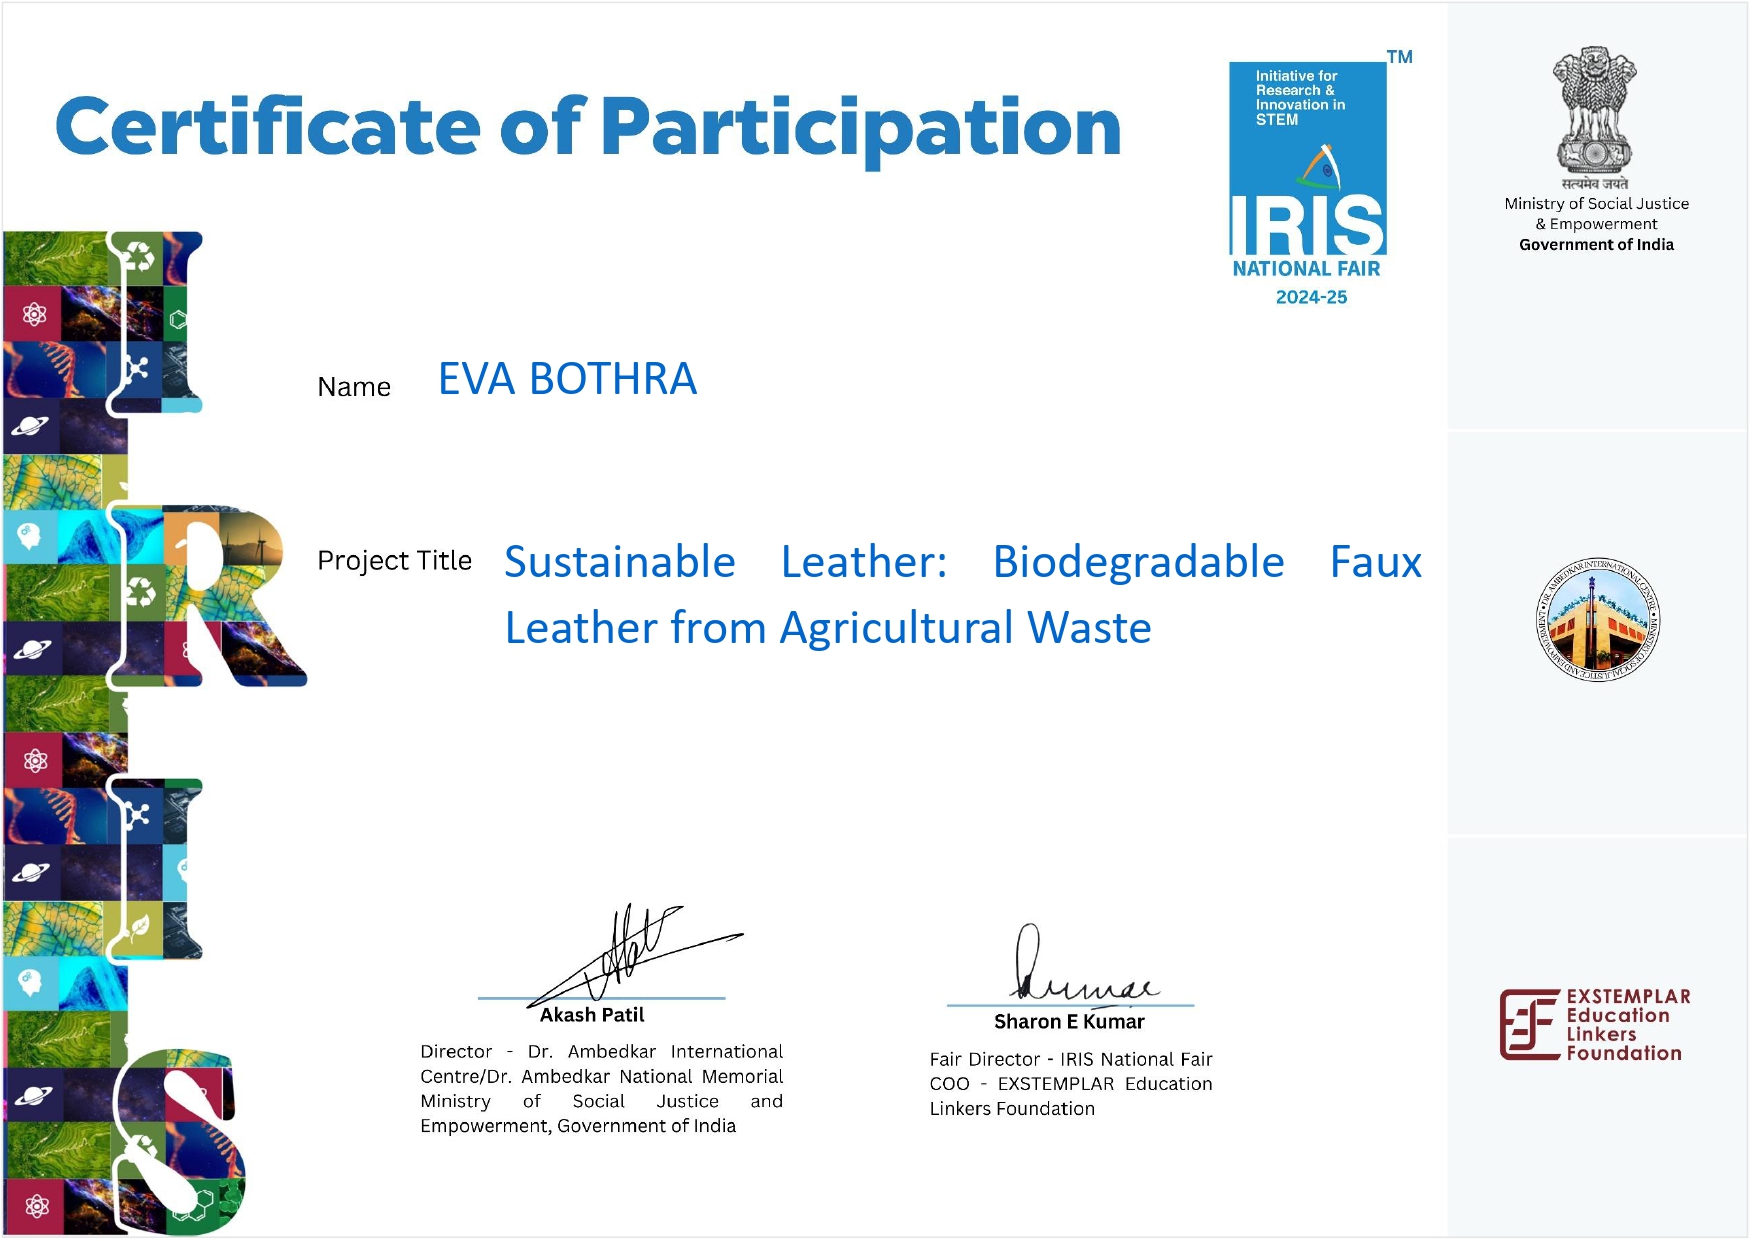 Certificate of Participation
TM
Initiative for
Research &
Innovation in
STEM
IRIS
NATIONAL FAIR
2024-25
सत्यमेव जयते
Ministry of Social Justice
& Empowerment
Government of India
I
R
I
S
Name EVA BOTHRA
Project Title Sustainable Leather: Biodegradable Faux
Leather from Agricultural Waste
DR. AMBEDKAR INTERNATIONAL CENTRE • MINISTRY OF SOCIAL JUSTICE AND EMPOWERMENT •
Kumar
Akash Patil
Director - Dr. Ambedkar International
Centre/Dr. Ambedkar National Memorial
Ministry of Social Justice and
Empowerment, Government of India
Sharon E Kumar
Fair Director - IRIS National Fair
COO - EXSTEMPLAR Education
Linkers Foundation
EXSTEMPLAR
Education
Linkers
Foundation